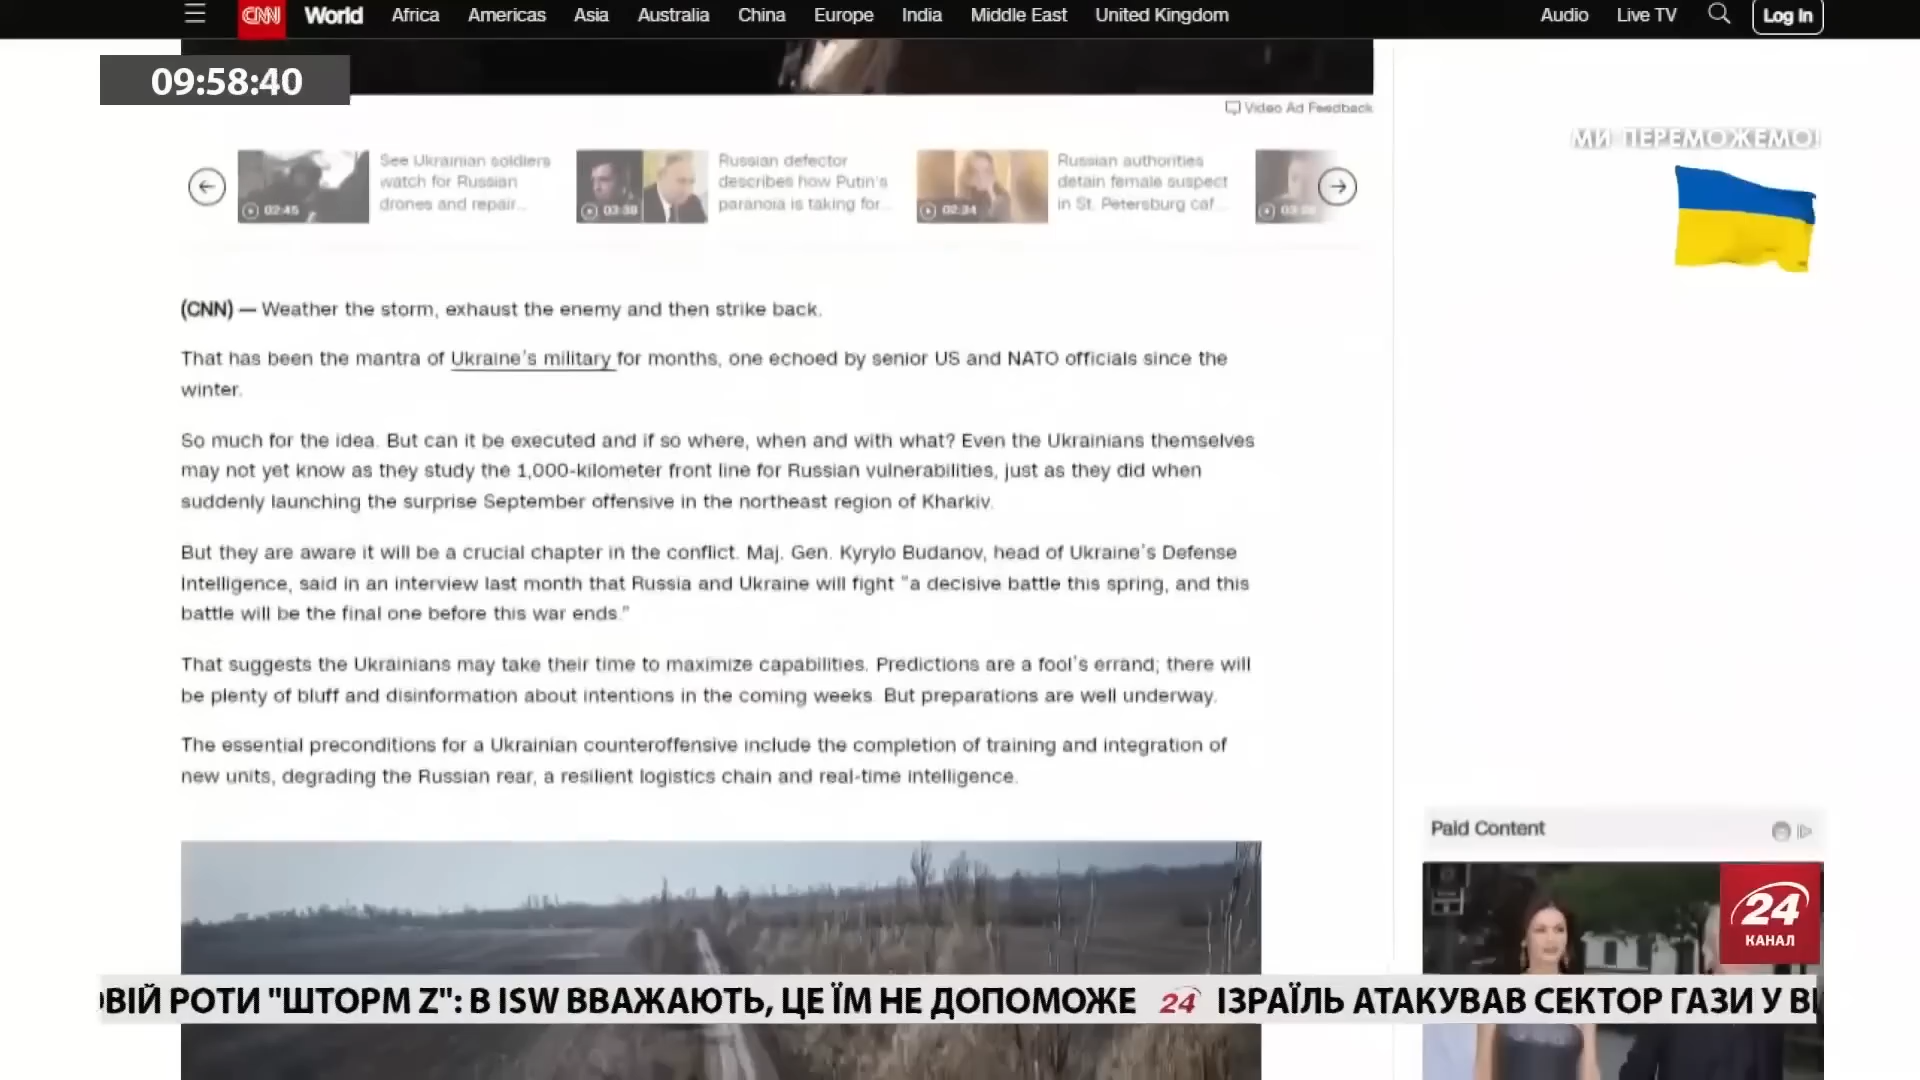 CNN World Africa Americas Asia Australia China Europe India Middle East United Kingdom Audio Live TV Log In
09:58:40
Video Ad Feedback
МИ ПЕРЕМОЖЕМО!
See Ukrainian soldiers
watch for Russian
drones and repair...
02:45
Russian defector
describes how Putin's
paranoia is taking for...
03:38
Russian authorities
detain female suspect
in St. Petersburg caf...
02:34
(CNN) — Weather the storm, exhaust the enemy and then strike back.
That has been the mantra of Ukraine's military for months, one echoed by senior US and NATO officials since the
winter.
So much for the idea. But can it be executed and if so where, when and with what? Even the Ukrainians themselves
may not yet know as they study the 1,000-kilometer front line for Russian vulnerabilities, just as they did when
suddenly launching the surprise September offensive in the northeast region of Kharkiv.
But they are aware it will be a crucial chapter in the conflict. Maj. Gen. Kyrylo Budanov, head of Ukraine's Defense
Intelligence, said in an interview last month that Russia and Ukraine will fight "a decisive battle this spring, and this
battle will be the final one before this war ends."
That suggests the Ukrainians may take their time to maximize capabilities. Predictions are a fool's errand; there will
be plenty of bluff and disinformation about intentions in the coming weeks. But preparations are well underway.
The essential preconditions for a Ukrainian counteroffensive include the completion of training and integration of
new units, degrading the Russian rear, a resilient logistics chain and real-time intelligence.
Paid Content
24
КАНАЛ
ОВІЙ РОТИ "ШТОРМ Z": В ISW ВВАЖАЮТЬ, ЦЕ ЇМ НЕ ДОПОМОЖЕ 24 ІЗРАЇЛЬ АТАКУВАВ СЕКТОР ГАЗИ У ВІ